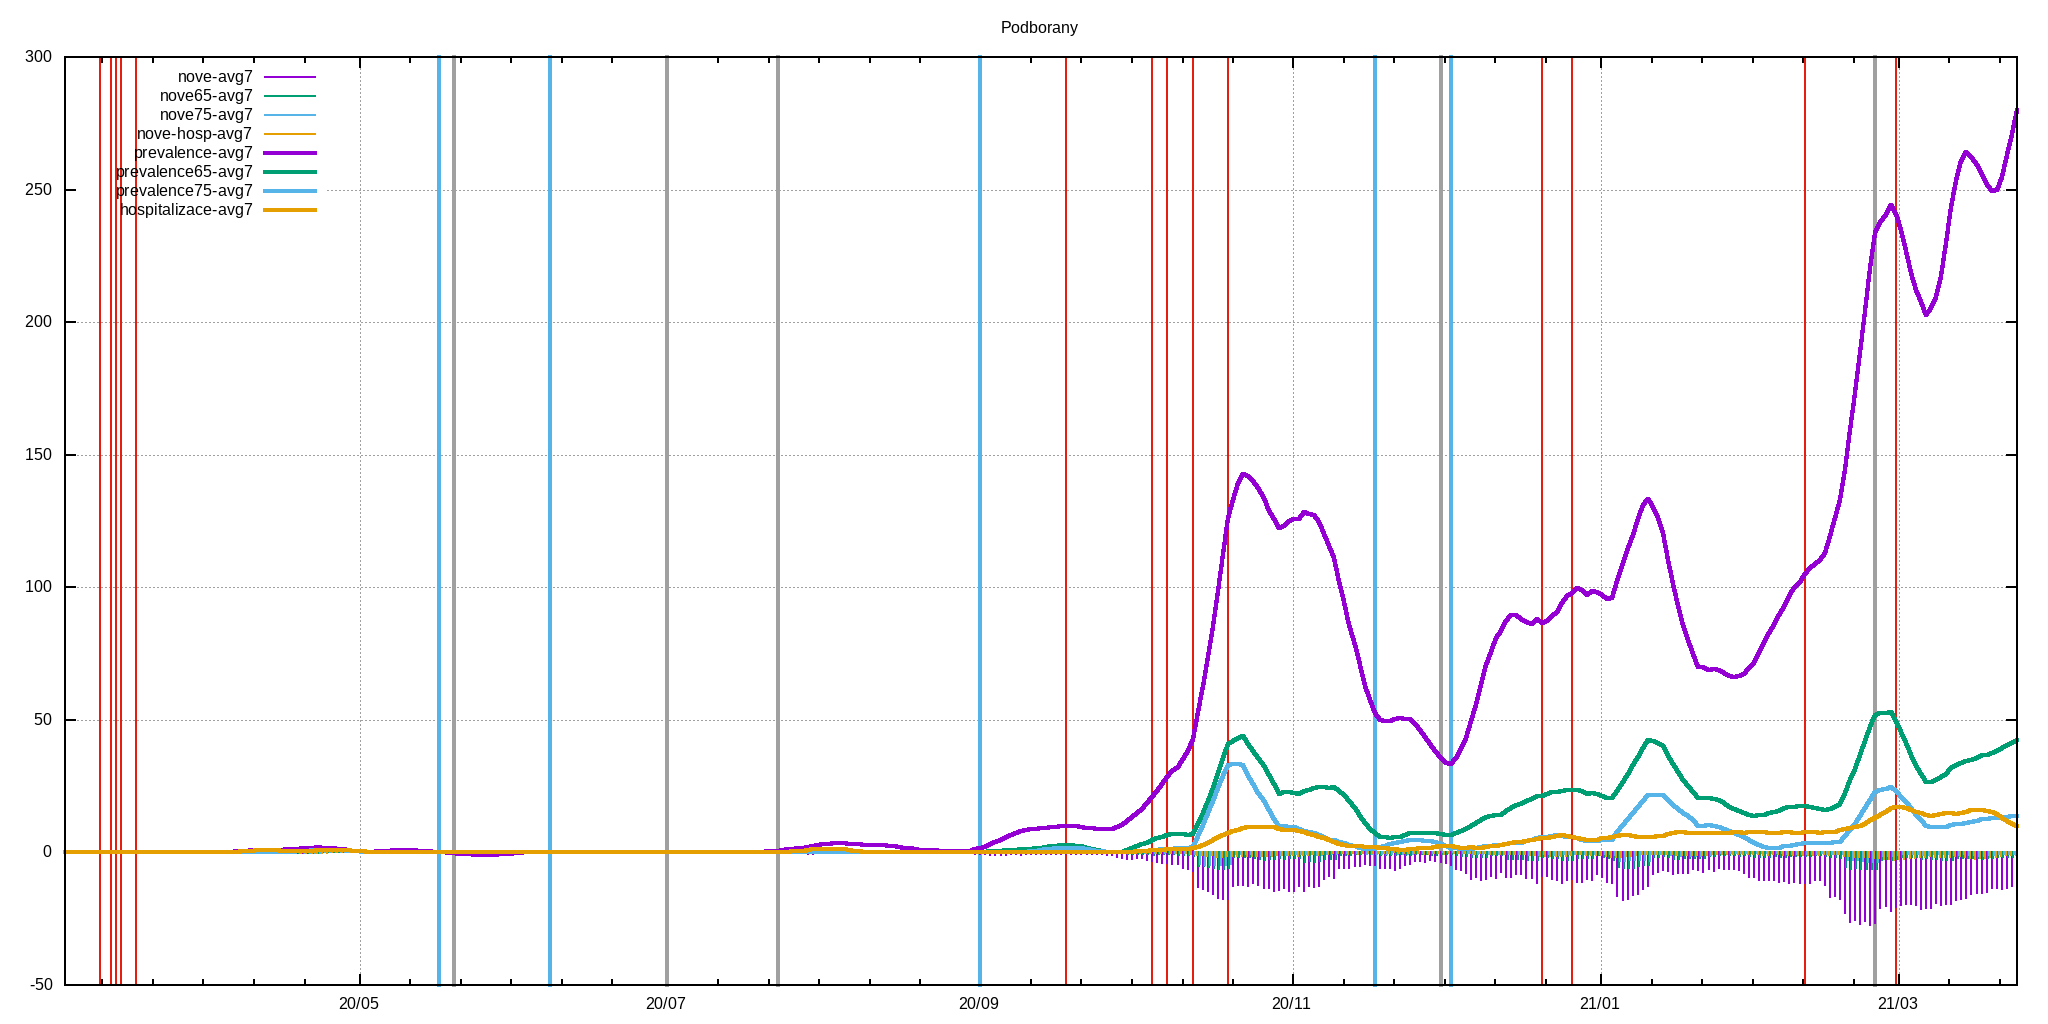 Podborany
300
250
200
150
100
50
0
-50
nove-avg7
nove65-avg7
nove75-avg7
nove-hosp-avg7
prevalence-avg7
prevalence65-avg7
prevalence75-avg7
hospitalizace-avg7
20/05 20/07 20/09 20/11 21/01 21/03